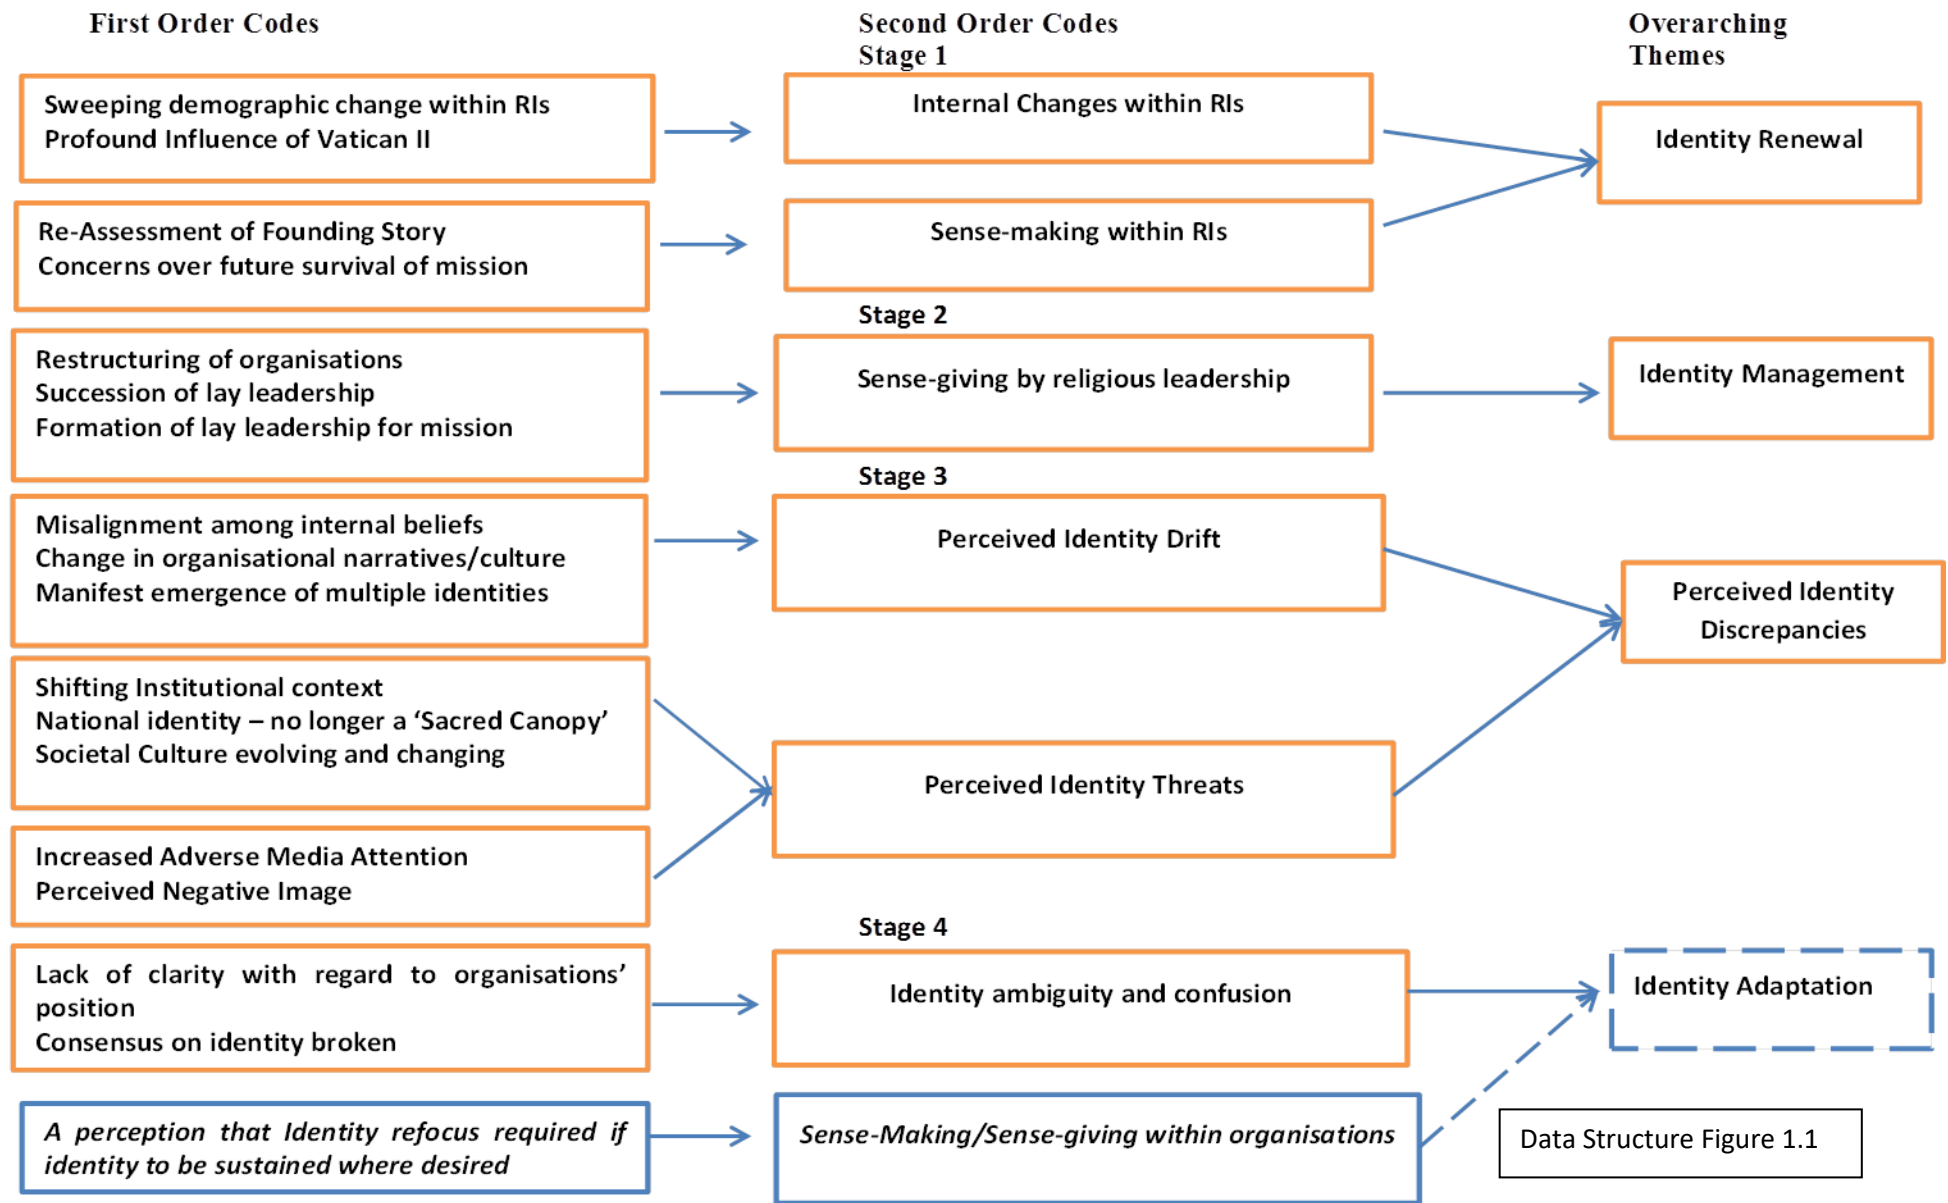 First Order Codes
Second Order Codes
Stage 1
Overarching
Themes
Sweeping demographic change within RIs
Profound Influence of Vatican II
Internal Changes within RIs
Identity Renewal
Re-Assessment of Founding Story
Concerns over future survival of mission
Sense-making within RIs
Stage 2
Restructuring of organisations
Succession of lay leadership
Formation of lay leadership for mission
Sense-giving by religious leadership
Identity Management
Stage 3
Misalignment among internal beliefs
Change in organisational narratives/culture
Manifest emergence of multiple identities
Perceived Identity Drift
Perceived Identity
Discrepancies
Shifting Institutional context
National identity – no longer a ‘Sacred Canopy’
Societal Culture evolving and changing
Perceived Identity Threats
Increased Adverse Media Attention
Perceived Negative Image
Stage 4
Lack of clarity with regard to organisations’
position
Consensus on identity broken
Identity ambiguity and confusion
Identity Adaptation
A perception that Identity refocus required if
identity to be sustained where desired
Sense-Making/Sense-giving within organisations
Data Structure Figure 1.1